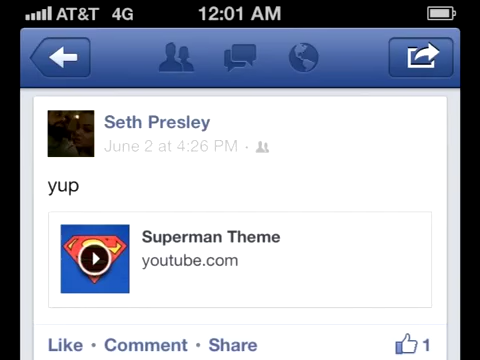 AT&T 4G 12:01 AM
Seth Presley
June 2 at 4:26 PM ·
yup
Superman Theme
youtube.com
Like • Comment • Share 1